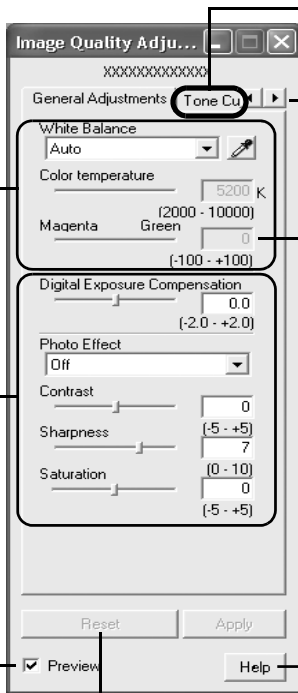 Image Quality Adju...
XXXXXXXXXXXXX
General Adjustments Tone Cu
White Balance
Auto
Color temperature
5200 K
(2000 - 10000)
Magenta Green
0
(-100 - +100)
Digital Exposure Compensation
0.0
(-2.0 - +2.0)
Photo Effect
Off
Contrast
0
(-5 - +5)
Sharpness
7
(0 - 10)
Saturation
0
(-5 - +5)
Reset Apply
Preview Help